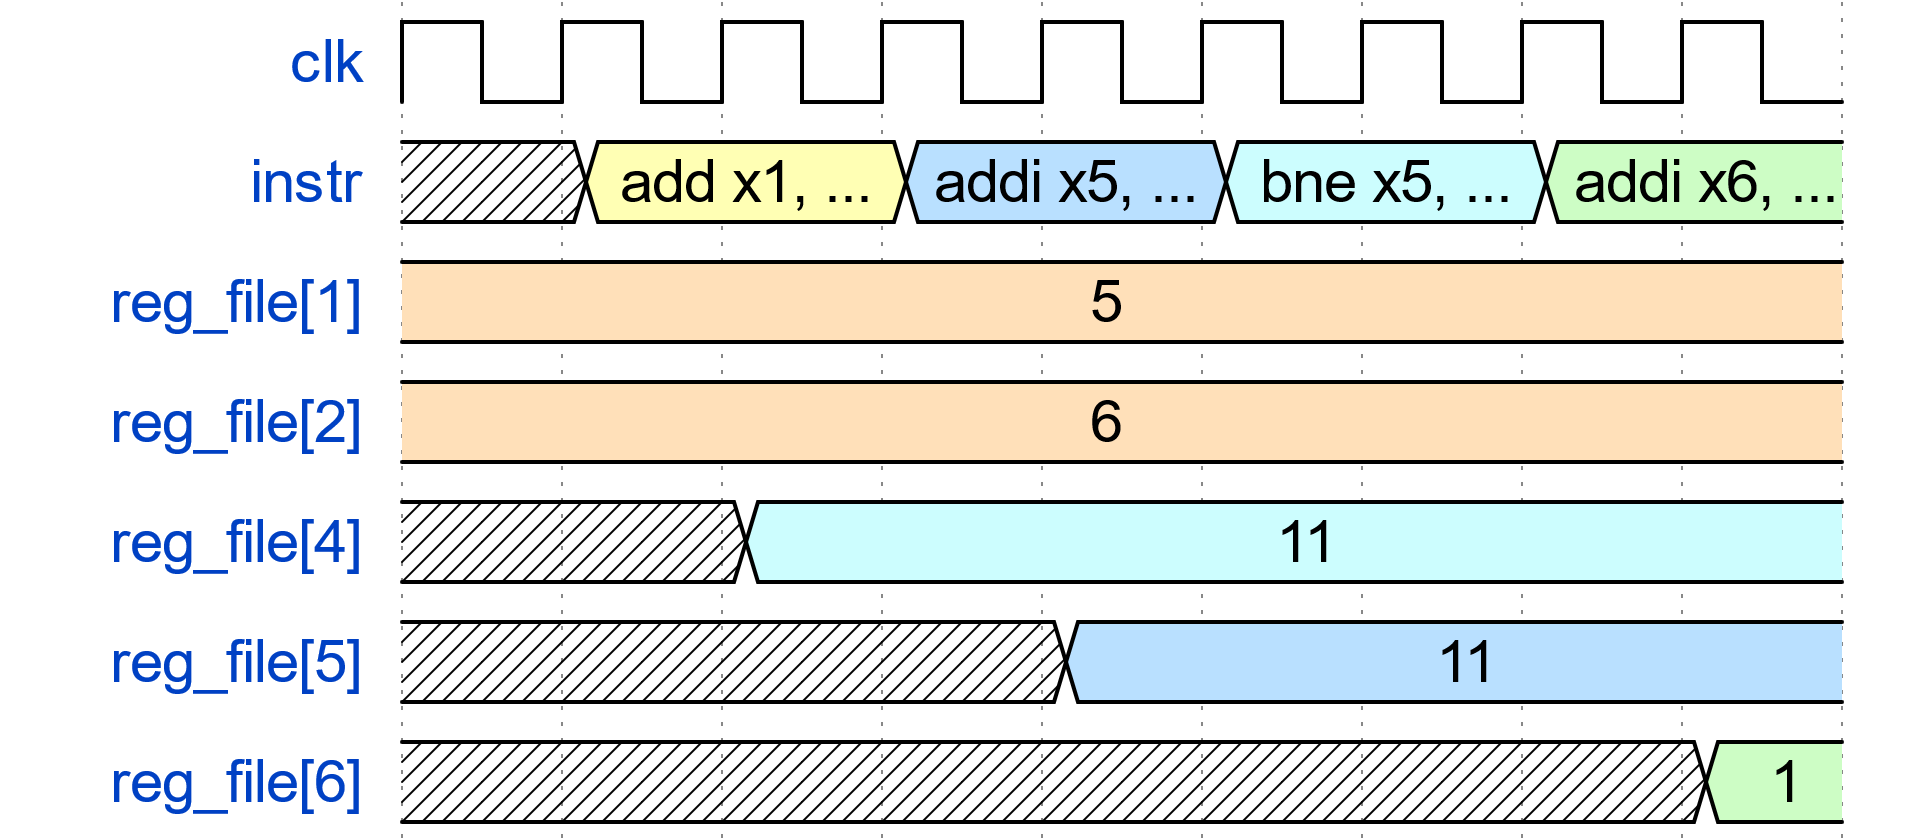 clk
instr add x1, ... addi x5, ... bne x5, ... addi x6, ...
reg_file[1] 5
reg_file[2] 6
reg_file[4] 11
reg_file[5] 11
reg_file[6] 1